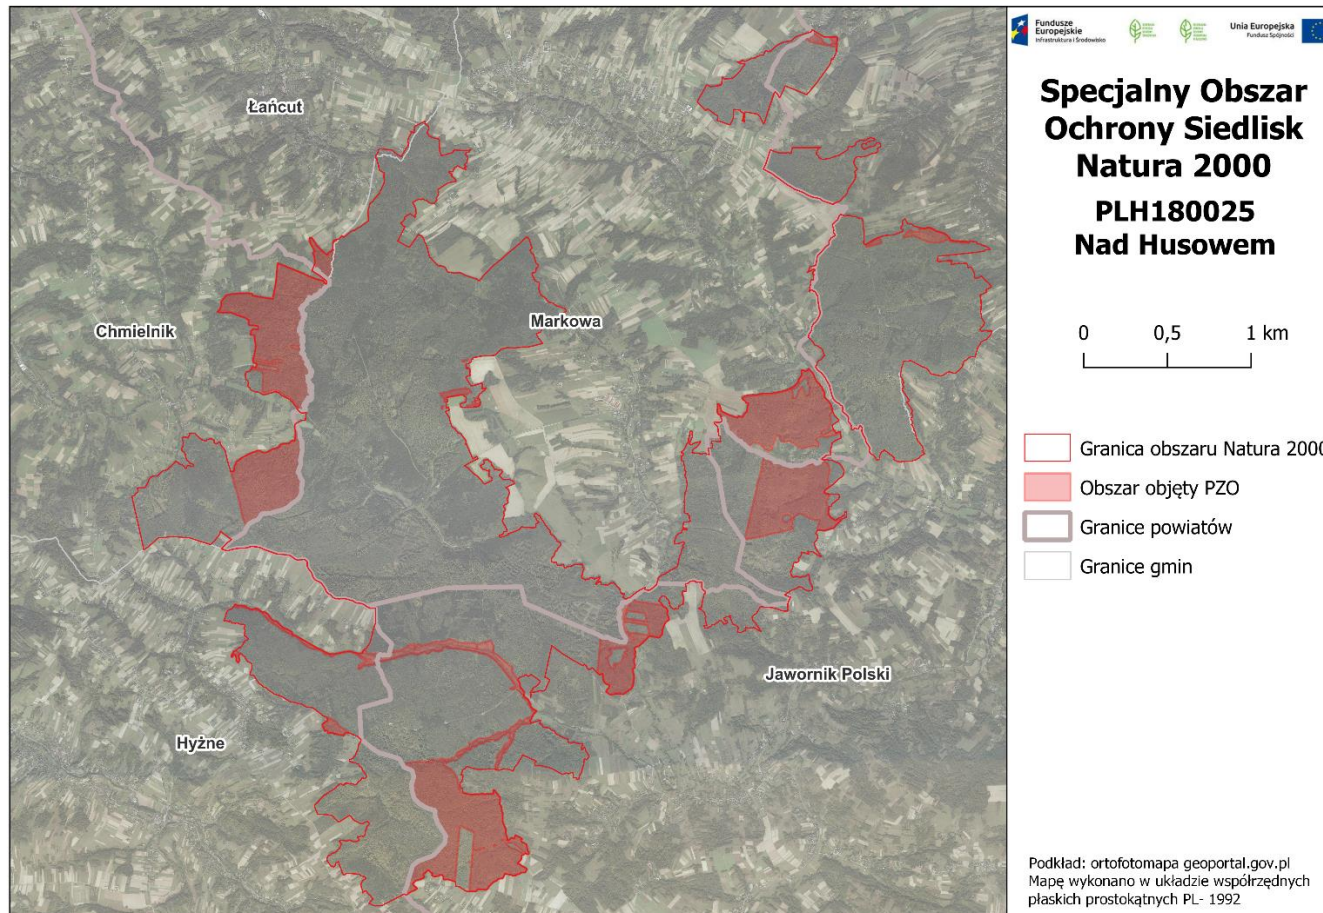 Łańcut
Chmielnik
Markowa
Jawornik Polski
Hyżne
Fundusze
Europejskie
Infrastruktura i Środowisko
Unia Europejska
Fundusz Spójności
Specjalny Obszar
Ochrony Siedlisk
Natura 2000
PLH180025
Nad Husowem
0 0,5 1 km
Granica obszaru Natura 2000
Obszar objęty PZO
Granice powiatów
Granice gmin
Podkład: ortofotomapa geoportal.gov.pl
Mapę wykonano w układzie współrzędnych
płaskich prostokątnych PL- 1992